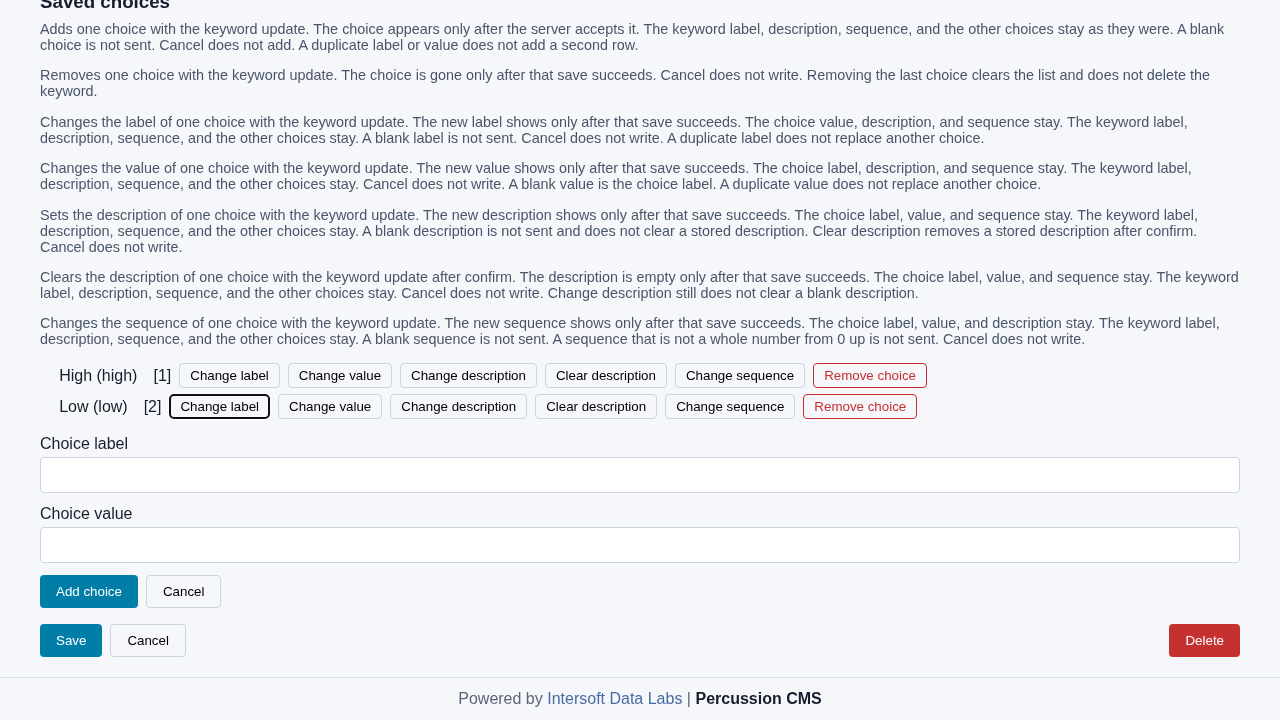 Saved choices
Adds one choice with the keyword update. The choice appears only after the server accepts it. The keyword label, description, sequence, and the other choices stay as they were. A blank
choice is not sent. Cancel does not add. A duplicate label or value does not add a second row.
Removes one choice with the keyword update. The choice is gone only after that save succeeds. Cancel does not write. Removing the last choice clears the list and does not delete the
keyword.
Changes the label of one choice with the keyword update. The new label shows only after that save succeeds. The choice value, description, and sequence stay. The keyword label,
description, sequence, and the other choices stay. A blank label is not sent. Cancel does not write. A duplicate label does not replace another choice.
Changes the value of one choice with the keyword update. The new value shows only after that save succeeds. The choice label, description, and sequence stay. The keyword label,
description, sequence, and the other choices stay. Cancel does not write. A blank value is the choice label. A duplicate value does not replace another choice.
Sets the description of one choice with the keyword update. The new description shows only after that save succeeds. The choice label, value, and sequence stay. The keyword label,
description, sequence, and the other choices stay. A blank description is not sent and does not clear a stored description. Clear description removes a stored description after confirm.
Cancel does not write.
Clears the description of one choice with the keyword update after confirm. The description is empty only after that save succeeds. The choice label, value, and sequence stay. The keyword
label, description, sequence, and the other choices stay. Cancel does not write. Change description still does not clear a blank description.
Changes the sequence of one choice with the keyword update. The new sequence shows only after that save succeeds. The choice label, value, and description stay. The keyword label,
description, sequence, and the other choices stay. A blank sequence is not sent. A sequence that is not a whole number from 0 up is not sent. Cancel does not write.
High (high) [1] Change label Change value Change description Clear description Change sequence Remove choice
Low (low) [2] Change label Change value Change description Clear description Change sequence Remove choice
Choice label
Choice value
Add choice Cancel
Save Cancel Delete
Powered by Intersoft Data Labs | Percussion CMS